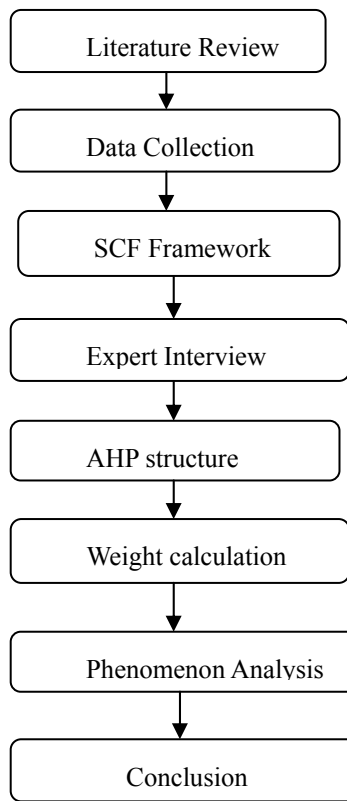 Literature Review
Data Collection
SCF Framework
Expert Interview
AHP structure
Weight calculation
Phenomenon Analysis
Conclusion